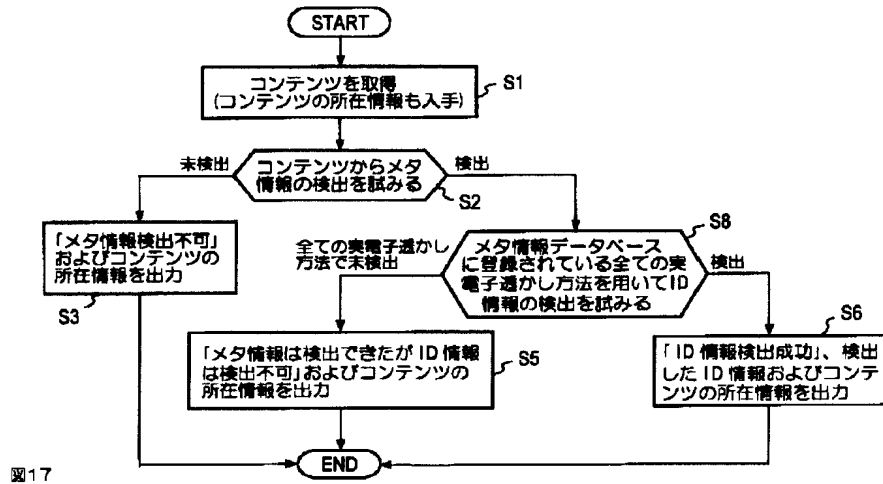 START
コンテンツを取得
(コンテンツの所在情報も入手)
S1
未検出
コンテンツからメタ
情報の検出を試みる
検出
S2
「メタ情報検出不可」
およびコンテンツの
所在情報を出力
S3
全ての実電子透かし
方法で未検出
メタ情報データベース
に登録されている全ての実
電子透かし方法を用いてID
情報の検出を試みる
S8
検出
「メタ情報は検出できたが ID 情報
は検出不可」およびコンテンツの
所在情報を出力
S5
「ID 情報検出成功」、検出
した ID 情報およびコンテ
ンツの所在情報を出力
S6
END
図17